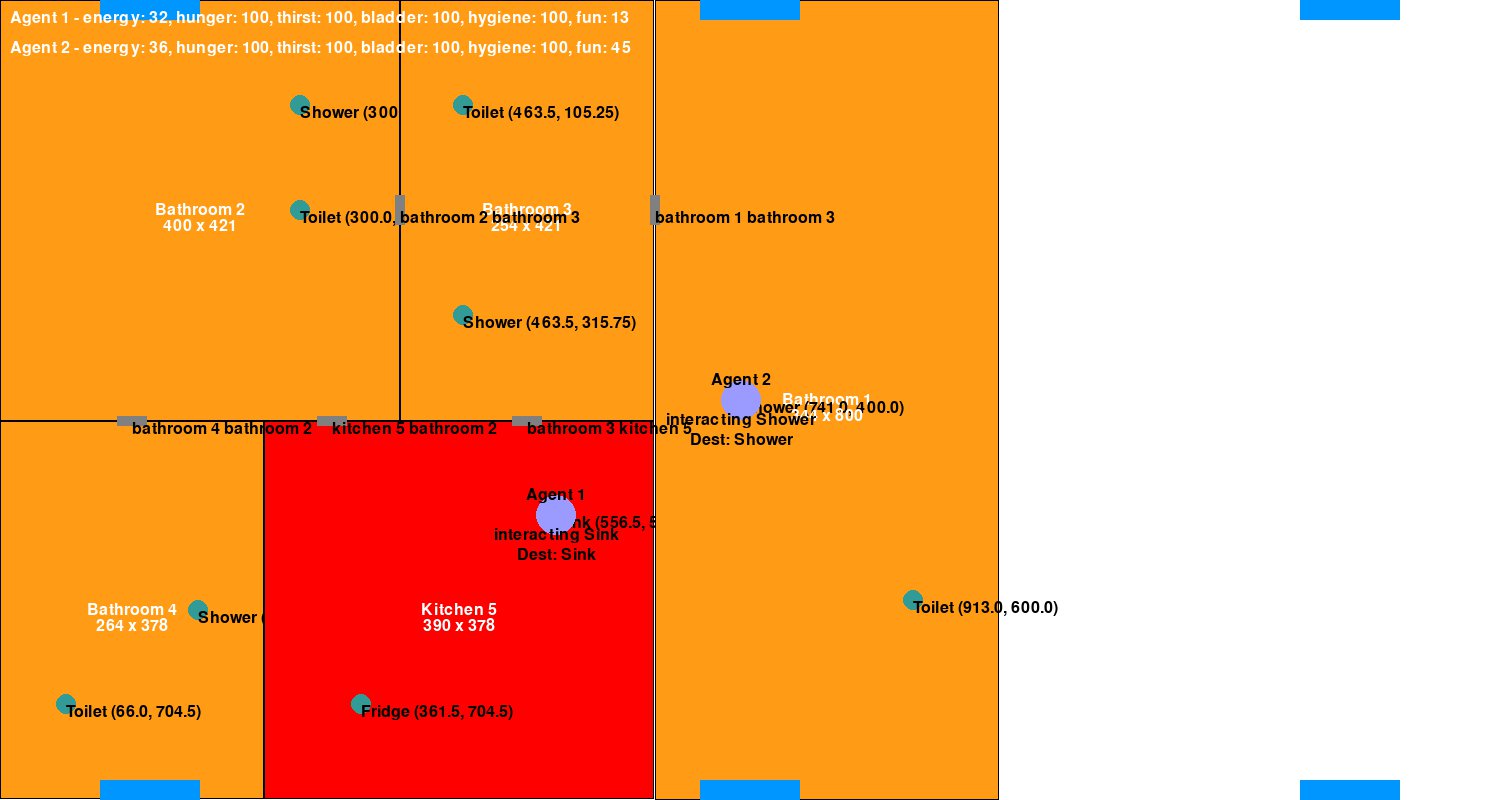 Agent 1 - energy: 32, hunger: 100, thirst: 100, bladder: 100, hygiene: 100, fun: 13
Agent 2 - energy: 36, hunger: 100, thirst: 100, bladder: 100, hygiene: 100, fun: 45
Shower (300
Toilet (463.5, 105.25)
Bathroom 2
400 x 421
Toilet (300.0,
bathroom 2 bathroom 3
Bathroom 3
254 x 421
bathroom 1 bathroom 3
Shower (463.5, 315.75)
Agent 2
(741.0, 400.0)
Bathroom 1
x 800
interacting Shower
Dest: Shower
bathroom 4 bathroom 2
kitchen 5 bathroom 2
bathroom 3 kitchen 5
Agent 1
(556.5, 5
interacting Sink
Dest: Sink
Bathroom 4
264 x 378
Shower (
Kitchen 5
390 x 378
Toilet (913.0, 600.0)
Toilet (66.0, 704.5)
Fridge (361.5, 704.5)